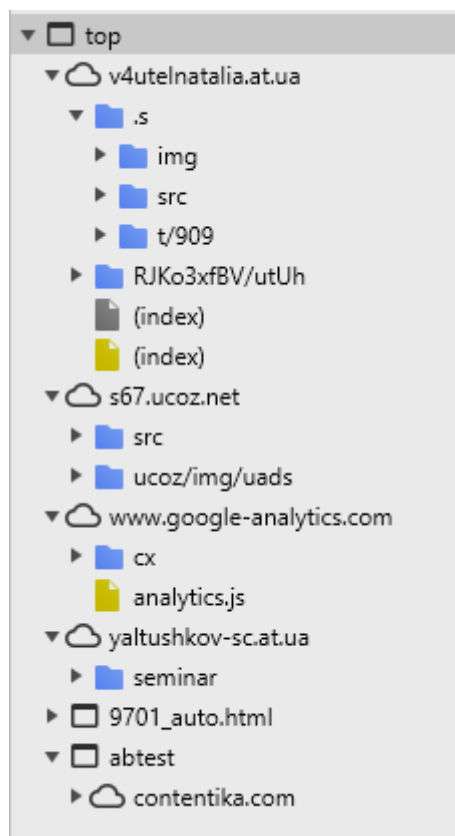 top
v4utelnatalia.at.ua
.s
img
src
t/909
RJKo3xfBV/utUh
(index)
(index)
s67.ucoz.net
src
ucoz/img/uads
www.google-analytics.com
cx
analytics.js
yaltushkov-sc.at.ua
seminar
9701_auto.html
abtest
contentika.com